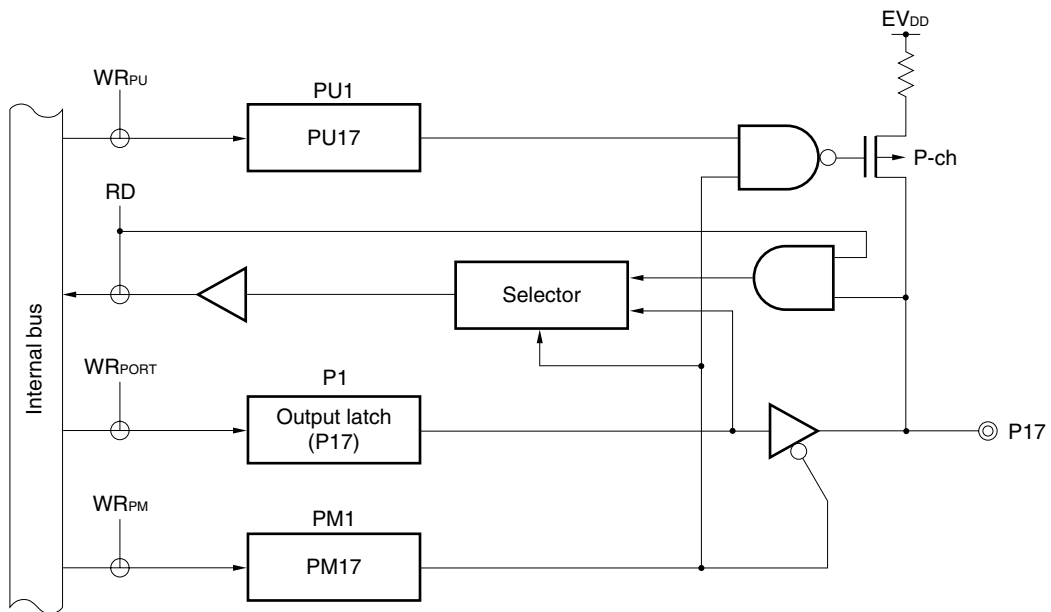 EVDD
WRPU
PU1
PU17
P-ch
RD
Selector
Internal bus
WRPORT
P1
Output latch
(P17)
P17
WRPM
PM1
PM17